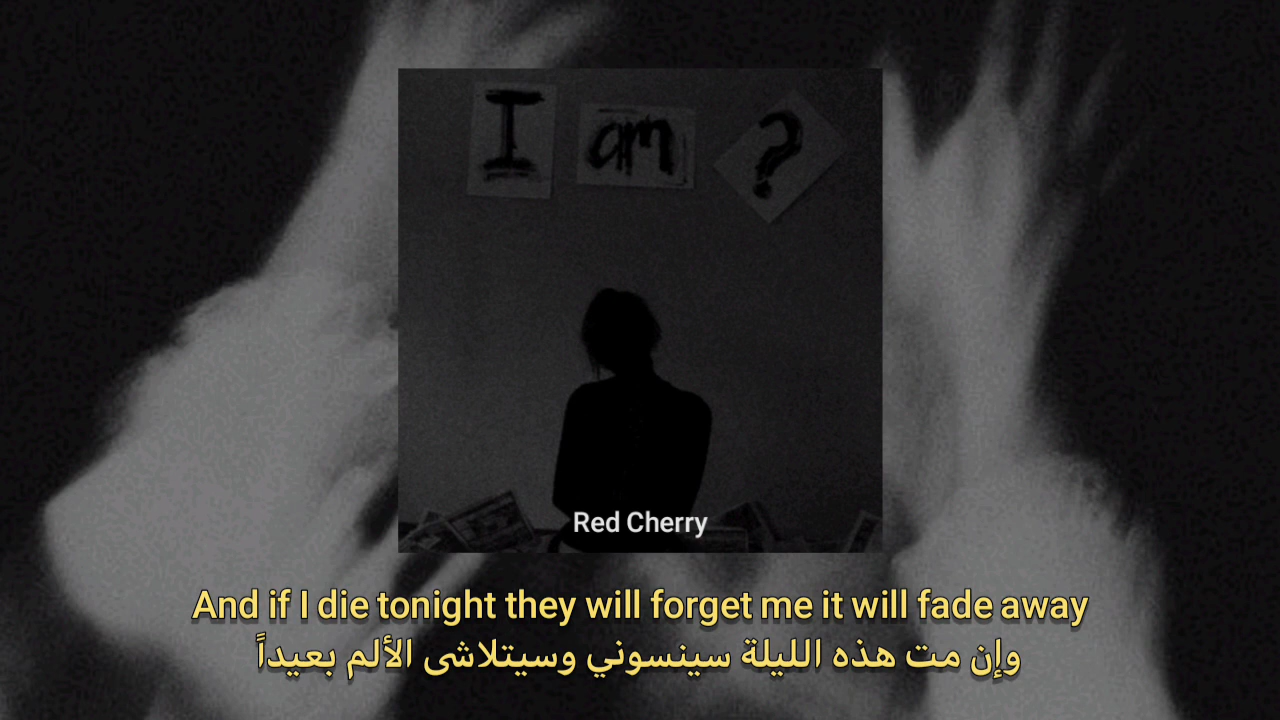 I am ?
Red Cherry
And if I die tonight they will forget me it will fade away
وإن مت هذه الليلة سينسوني وسيتلاشى الألم بعيداً